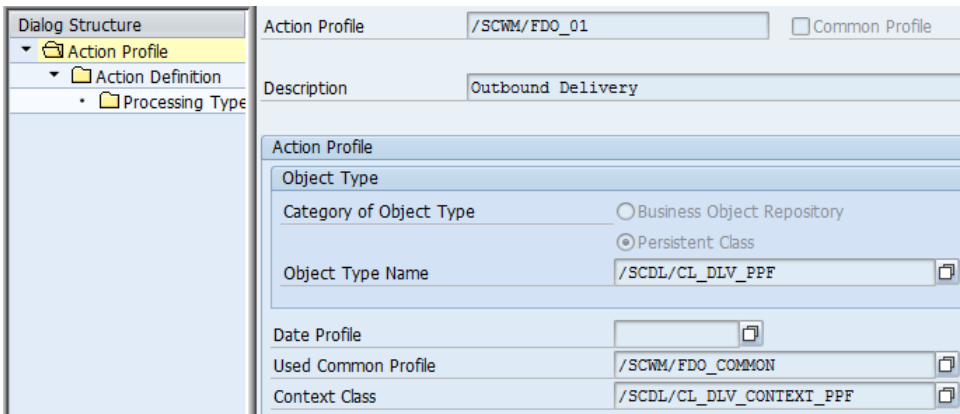 Dialog Structure
Action Profile
Action Definition
Processing Type
Action Profile /SCWM/FDO_01 Common Profile
Description Outbound Delivery
Action Profile
Object Type
Category of Object Type Business Object Repository
Persistent Class
Object Type Name /SCDL/CL_DLV_PPF
Date Profile
Used Common Profile /SCWM/FDO_COMMON
Context Class /SCDL/CL_DLV_CONTEXT_PPF